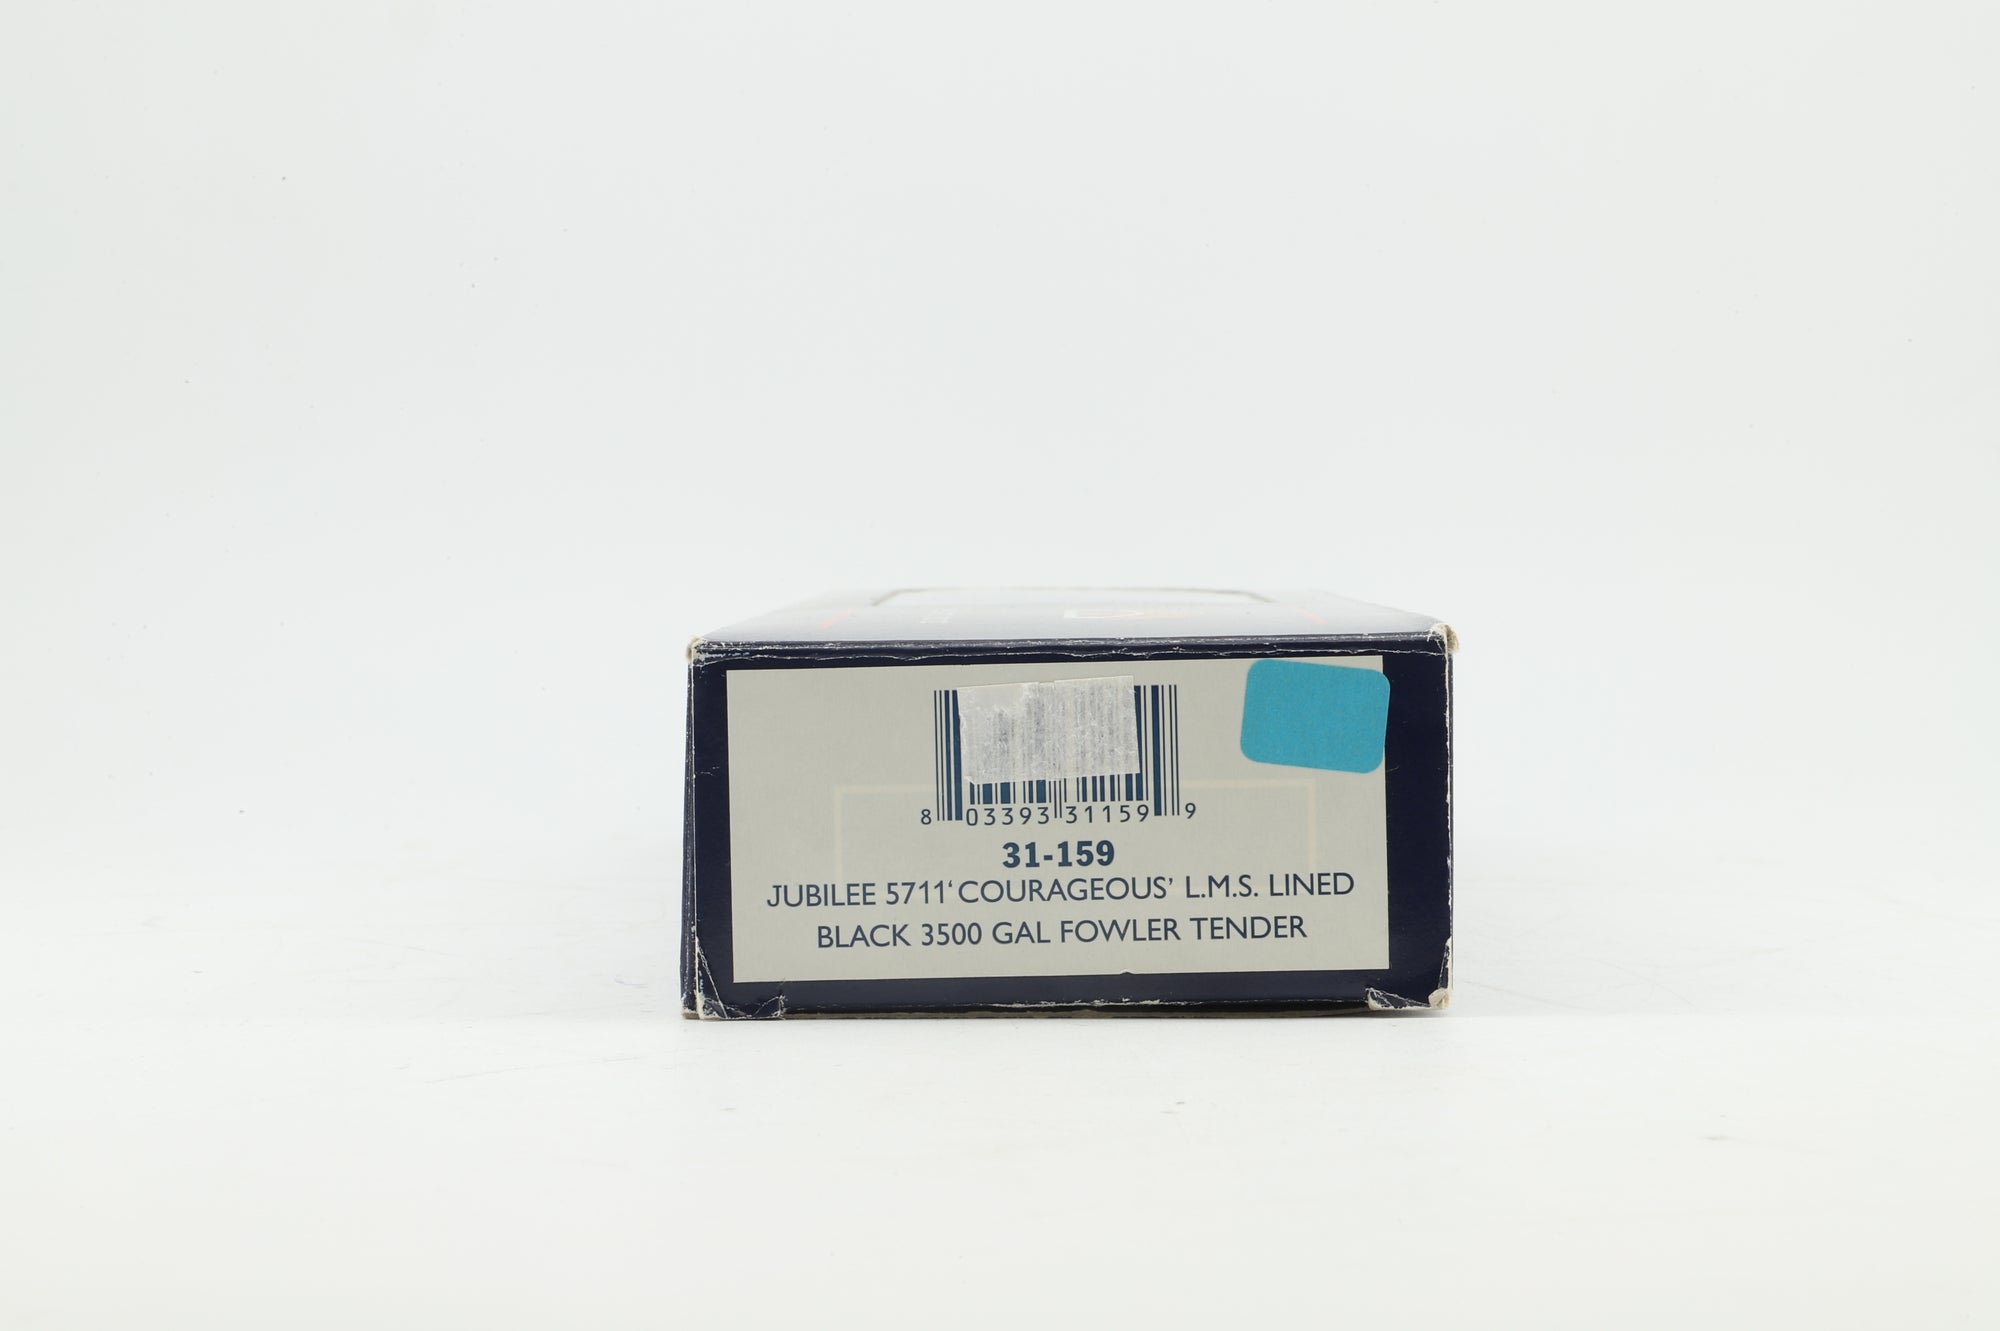 8 03393 31159 9
31-159
JUBILEE 5711 ‘COURAGEOUS’ L.M.S. LINED
BLACK 3500 GAL FOWLER TENDER